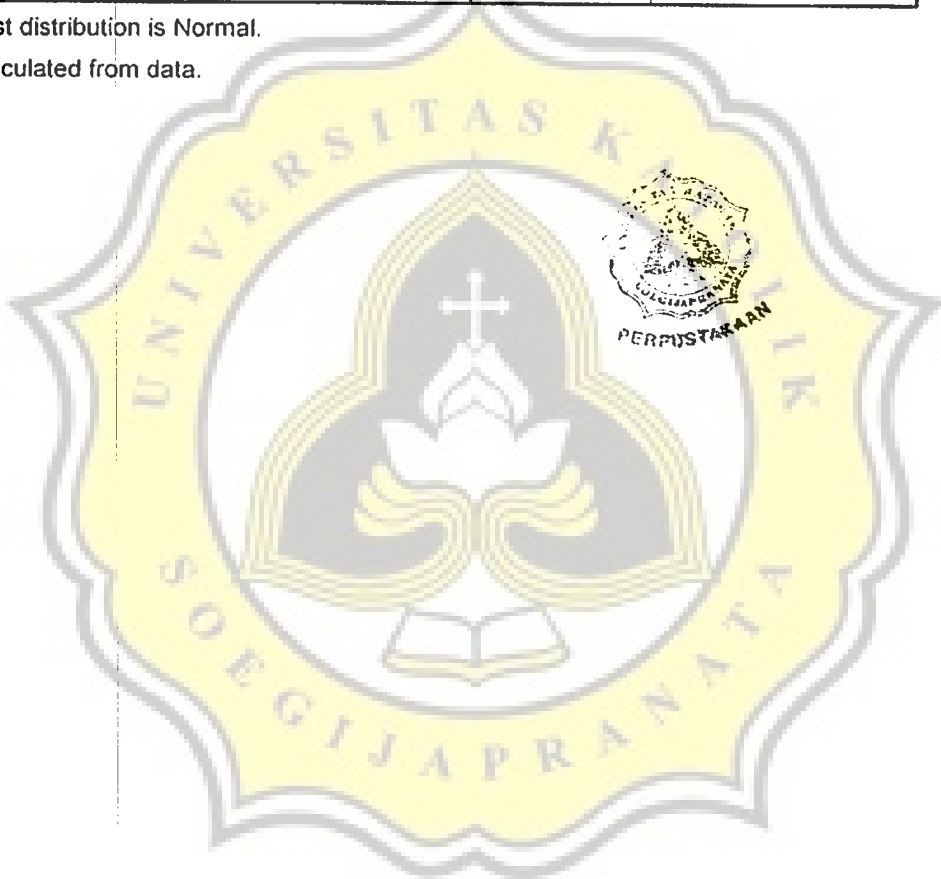 st distribution is Normal.
culated from data.
UNIVERSITAS KATOLIK
SOEGIJAPRANATA
PERPUSTAKAAN